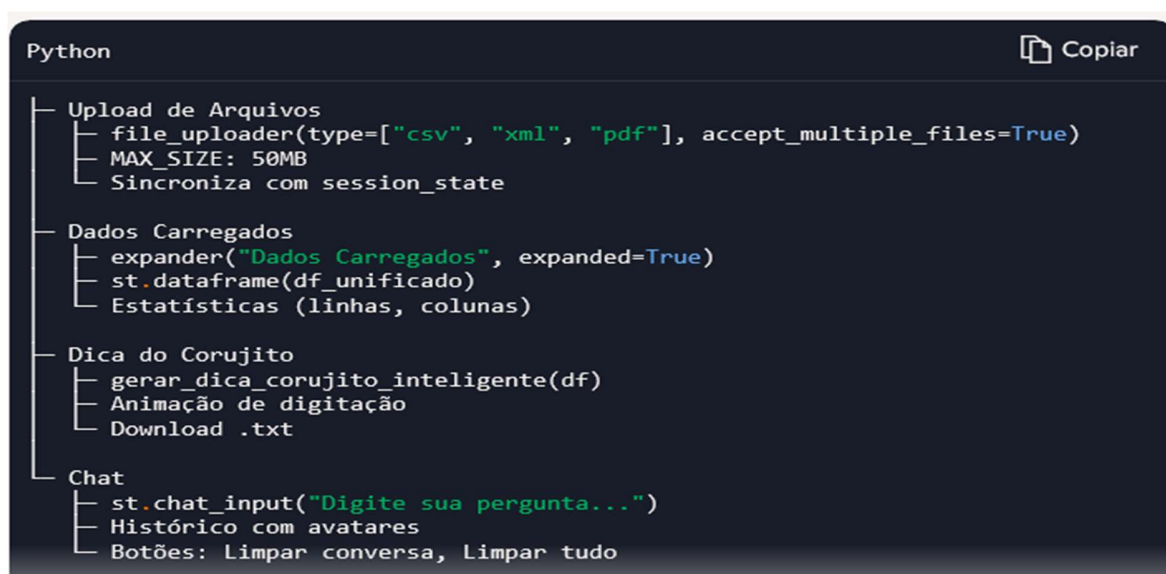 Python
Copiar
├─ Upload de Arquivos
│   ├─ file_uploader(type=["csv", "xml", "pdf"], accept_multiple_files=True)
│   ├─ MAX_SIZE: 50MB
│   └─ Sincroniza com session_state
│
├─ Dados Carregados
│   ├─ expander("Dados Carregados", expanded=True)
│   ├─ st.dataframe(df_unificado)
│   └─ Estatísticas (linhas, colunas)
│
├─ Dica do Corujito
│   ├─ gerar_dica_corujito_inteligente(df)
│   ├─ Animação de digitação
│   └─ Download .txt
│
└─ Chat
    ├─ st.chat_input("Digite sua pergunta...")
    ├─ Histórico com avatares
    └─ Botões: Limpar conversa, Limpar tudo